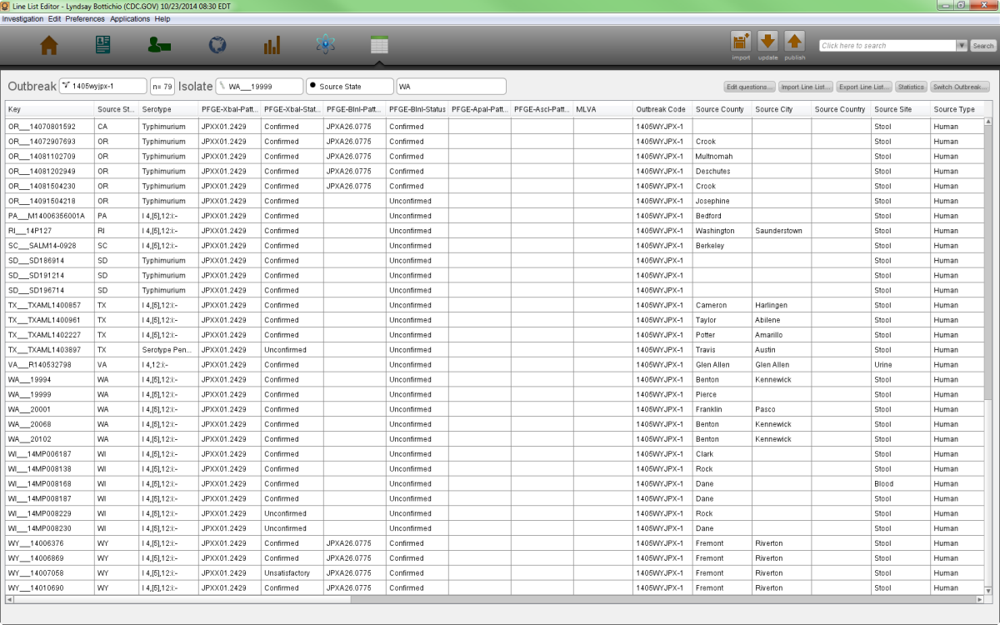 Line List Editor - Lyndsay Bottichio (CDC.GOV) 10/23/2014 08:30 EDT
Investigation Edit Preferences Applications Help
import update publish Click here to search Search
Outbreak 1405wyjpx-1 n= 79 Isolate WA___19999 Source State WA Edit questions... Import Line List... Export Line List... Statistics Switch Outbreak...
Key Source St... Serotype PFGE-XbaI-Patt... PFGE-XbaI-Stat... PFGE-BlnI-Patt... PFGE-BlnI-Status PFGE-ApaI-Patt... PFGE-AscI-Patt... MLVA Outbreak Code Source County Source City Source Country Source Site Source Type
OR___14070801592 CA Typhimurium JPXX01.2429 Confirmed JPXA26.0775 Confirmed 1405WYJPX-1 Stool Human
OR___14072907693 OR Typhimurium JPXX01.2429 Confirmed JPXA26.0775 Confirmed 1405WYJPX-1 Crook Stool Human
OR___14081102709 OR Typhimurium JPXX01.2429 Confirmed JPXA26.0775 Confirmed 1405WYJPX-1 Multnomah Stool Human
OR___14081202949 OR Typhimurium JPXX01.2429 Confirmed JPXA26.0775 Confirmed 1405WYJPX-1 Deschutes Stool Human
OR___14081504230 OR Typhimurium JPXX01.2429 Confirmed JPXA26.0775 Confirmed 1405WYJPX-1 Crook Stool Human
OR___14091504218 OR Typhimurium JPXX01.2429 Confirmed Unconfirmed 1405WYJPX-1 Josephine Stool Human
PA___M14006356001A PA I 4,[5],12:i:- JPXX01.2429 Confirmed Unconfirmed 1405WYJPX-1 Bedford Stool Human
RI___14P127 RI I 4,[5],12:i:- JPXX01.2429 Confirmed Unconfirmed 1405WYJPX-1 Washington Saunderstown Stool Human
SC___SALM14-0928 SC I 4,[5],12:i:- JPXX01.2429 Confirmed Unconfirmed 1405WYJPX-1 Berkeley Stool Human
SD___SD186914 SD Typhimurium JPXX01.2429 Confirmed Unconfirmed 1405WYJPX-1 Stool Human
SD___SD191214 SD Typhimurium JPXX01.2429 Confirmed Unconfirmed 1405WYJPX-1 Stool Human
SD___SD196714 SD Typhimurium JPXX01.2429 Confirmed Unconfirmed 1405WYJPX-1 Stool Human
TX___TXAML1400857 TX I 4,[5],12:i:- JPXX01.2429 Confirmed Unconfirmed 1405WYJPX-1 Cameron Harlingen Stool Human
TX___TXAML1400961 TX I 4,[5],12:i:- JPXX01.2429 Confirmed Unconfirmed 1405WYJPX-1 Taylor Abilene Stool Human
TX___TXAML1402227 TX I 4,[5],12:i:- JPXX01.2429 Confirmed Unconfirmed 1405WYJPX-1 Potter Amarillo Stool Human
TX___TXAML1403897 TX Serotype Pen... JPXX01.2429 Unconfirmed Unconfirmed 1405WYJPX-1 Travis Austin Stool Human
VA___R140532798 VA I 4,12:i:- JPXX01.2429 Confirmed Unconfirmed 1405WYJPX-1 Glen Allen Glen Allen Urine Human
WA___19994 WA I 4,[5],12:i:- JPXX01.2429 Confirmed Unconfirmed 1405WYJPX-1 Benton Kennewick Stool Human
WA___19999 WA I 4,[5],12:i:- JPXX01.2429 Confirmed Unconfirmed 1405WYJPX-1 Pierce Stool Human
WA___20001 WA I 4,[5],12:i:- JPXX01.2429 Confirmed Unconfirmed 1405WYJPX-1 Franklin Pasco Stool Human
WA___20068 WA I 4,[5],12:i:- JPXX01.2429 Confirmed Unconfirmed 1405WYJPX-1 Benton Kennewick Stool Human
WA___20102 WA I 4,[5],12:i:- JPXX01.2429 Confirmed Unconfirmed 1405WYJPX-1 Benton Kennewick Stool Human
WI___14MP006187 WI I 4,[5],12:i:- JPXX01.2429 Confirmed Unconfirmed 1405WYJPX-1 Clark Stool Human
WI___14MP008138 WI I 4,[5],12:i:- JPXX01.2429 Confirmed Unconfirmed 1405WYJPX-1 Rock Stool Human
WI___14MP008168 WI I 4,[5],12:i:- JPXX01.2429 Confirmed Unconfirmed 1405WYJPX-1 Dane Blood Human
WI___14MP008187 WI I 4,[5],12:i:- JPXX01.2429 Confirmed Unconfirmed 1405WYJPX-1 Dane Stool Human
WI___14MP008229 WI I 4,[5],12:i:- JPXX01.2429 Unconfirmed Unconfirmed 1405WYJPX-1 Rock Stool Human
WI___14MP008230 WI I 4,[5],12:i:- JPXX01.2429 Unconfirmed Unconfirmed 1405WYJPX-1 Dane Stool Human
WY___14006376 WY I 4,[5],12:i:- JPXX01.2429 Confirmed JPXA26.0775 Confirmed 1405WYJPX-1 Fremont Riverton Stool Human
WY___14006869 WY I 4,[5],12:i:- JPXX01.2429 Confirmed JPXA26.0775 Confirmed 1405WYJPX-1 Fremont Riverton Stool Human
WY___14007058 WY I 4,[5],12:i:- JPXX01.2429 Unsatisfactory JPXA26.0775 Confirmed 1405WYJPX-1 Fremont Riverton Stool Human
WY___14010690 WY I 4,[5],12:i:- JPXX01.2429 Confirmed JPXA26.0775 Confirmed 1405WYJPX-1 Fremont Riverton Stool Human